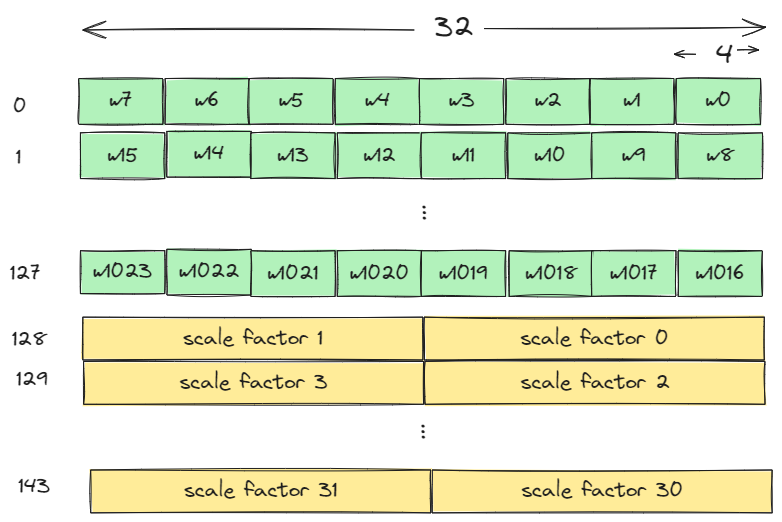 32
4
0 w7 w6 w5 w4 w3 w2 w1 w0
1 w15 w14 w13 w12 w11 w10 w9 w8
⋮
127 w1023 w1022 w1021 w1020 w1019 w1018 w1017 w1016
128 scale factor 1 scale factor 0
129 scale factor 3 scale factor 2
⋮
143 scale factor 31 scale factor 30